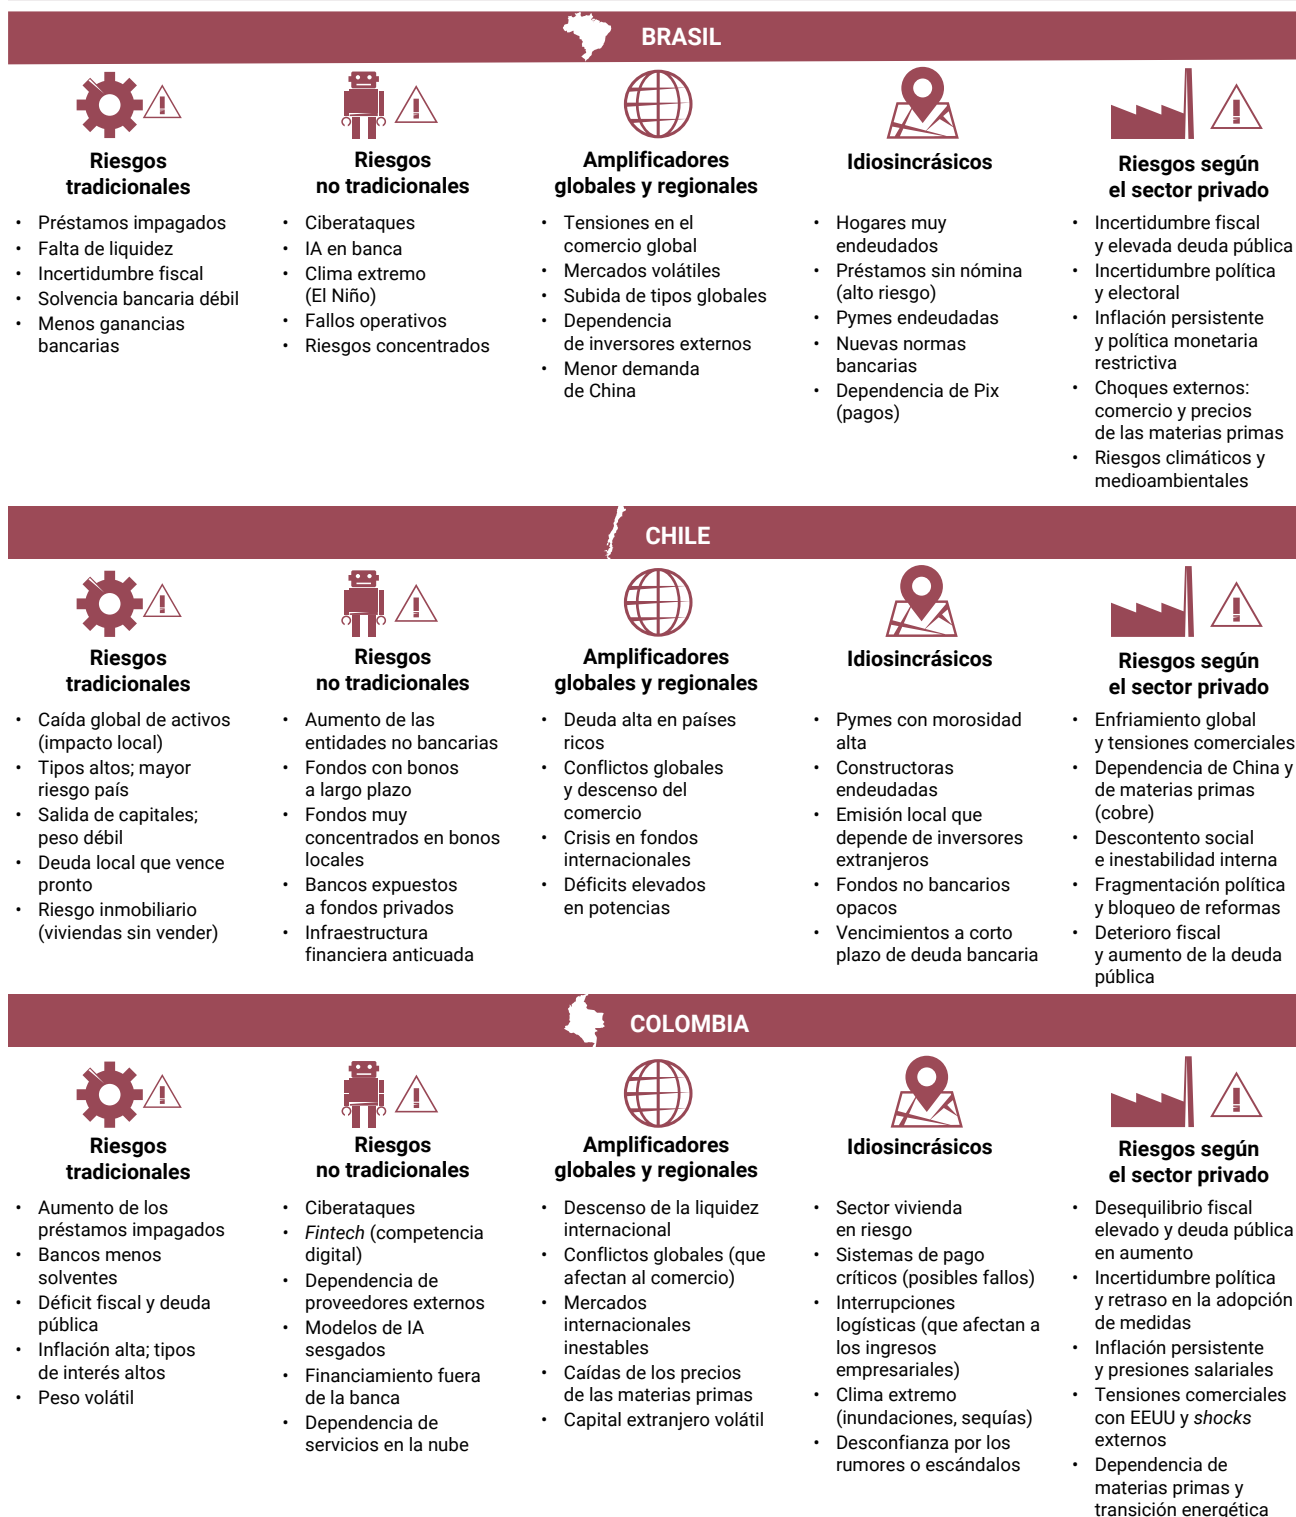 BRASIL
Riesgos
tradicionales
• Préstamos impagados
• Falta de liquidez
• Incertidumbre fiscal
• Solvencia bancaria débil
• Menos ganancias
bancarias
Riesgos
no tradicionales
• Ciberataques
• IA en banca
• Clima extremo
(El Niño)
• Fallos operativos
• Riesgos concentrados
Amplificadores
globales y regionales
• Tensiones en el
comercio global
• Mercados volátiles
• Subida de tipos globales
• Dependencia
de inversores externos
• Menor demanda
de China
Idiosincrásicos
• Hogares muy
endeudados
• Préstamos sin nómina
(alto riesgo)
• Pymes endeudadas
• Nuevas normas
bancarias
• Dependencia de Pix
(pagos)
Riesgos según
el sector privado
• Incertidumbre fiscal
y elevada deuda pública
• Incertidumbre política
y electoral
• Inflación persistente
y política monetaria
restrictiva
• Choques externos:
comercio y precios
de las materias primas
• Riesgos climáticos y
medioambientales
CHILE
Riesgos
tradicionales
• Caída global de activos
(impacto local)
• Tipos altos; mayor
riesgo país
• Salida de capitales;
peso débil
• Deuda local que vence
pronto
• Riesgo inmobiliario
(viviendas sin vender)
Riesgos
no tradicionales
• Aumento de las
entidades no bancarias
• Fondos con bonos
a largo plazo
• Fondos muy
concentrados en bonos
locales
• Bancos expuestos
a fondos privados
• Infraestructura
financiera anticuada
Amplificadores
globales y regionales
• Deuda alta en países
ricos
• Conflictos globales
y descenso del
comercio
• Crisis en fondos
internacionales
• Déficits elevados
en potencias
Idiosincrásicos
• Pymes con morosidad
alta
• Constructoras
endeudadas
• Emisión local que
depende de inversores
extranjeros
• Fondos no bancarios
opacos
• Vencimientos a corto
plazo de deuda bancaria
Riesgos según
el sector privado
• Enfriamiento global
y tensiones comerciales
• Dependencia de China y
de materias primas
(cobre)
• Descontento social
e inestabilidad interna
• Fragmentación política
y bloqueo de reformas
• Deterioro fiscal
y aumento de la deuda
pública
COLOMBIA
Riesgos
tradicionales
• Aumento de los
préstamos impagados
• Bancos menos
solventes
• Déficit fiscal y deuda
pública
• Inflación alta; tipos
de interés altos
• Peso volátil
Riesgos
no tradicionales
• Ciberataques
• Fintech (competencia
digital)
• Dependencia de
proveedores externos
• Modelos de IA
sesgados
• Financiamiento fuera
de la banca
• Dependencia de
servicios en la nube
Amplificadores
globales y regionales
• Descenso de la liquidez
internacional
• Conflictos globales (que
afectan al comercio)
• Mercados
internacionales
inestables
• Caídas de los precios
de las materias primas
• Capital extranjero volátil
Idiosincrásicos
• Sector vivienda
en riesgo
• Sistemas de pago
críticos (posibles fallos)
• Interrupciones
logísticas (que afectan a
los ingresos
empresariales)
• Clima extremo
(inundaciones, sequías)
• Desconfianza por los
rumores o escándalos
Riesgos según
el sector privado
• Desequilibrio fiscal
elevado y deuda pública
en aumento
• Incertidumbre política
y retraso en la adopción
de medidas
• Inflación persistente
y presiones salariales
• Tensiones comerciales
con EEUU y shocks
externos
• Dependencia de
materias primas y
transición energética